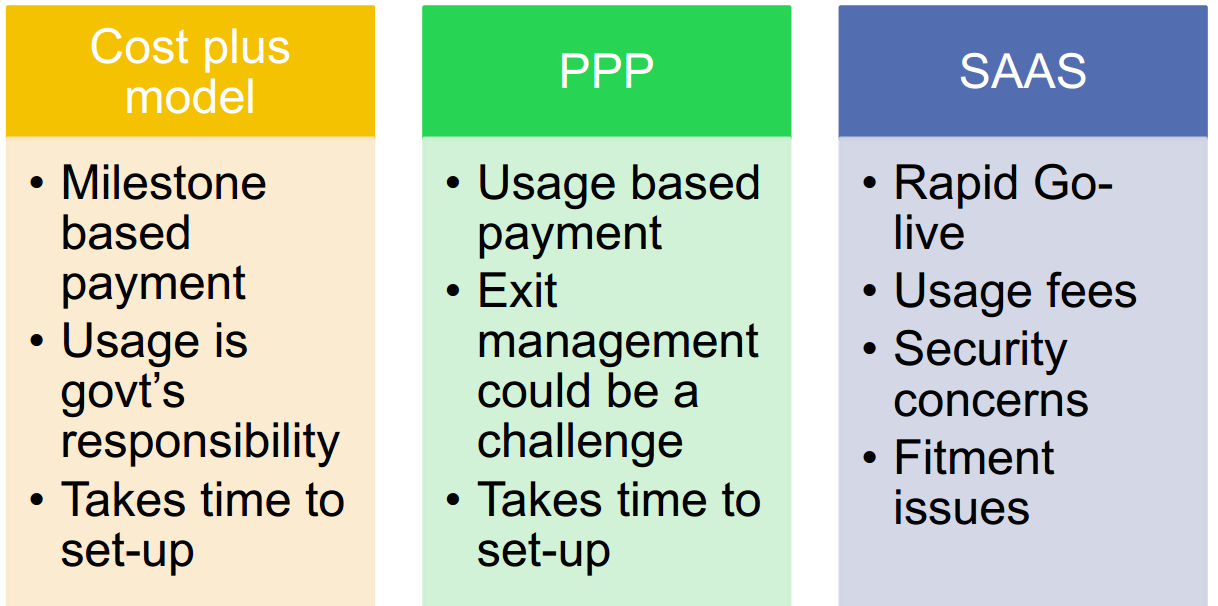 Cost plus
model
• Milestone
based
payment
• Usage is
govt’s
responsibility
• Takes time to
set-up
PPP
• Usage based
payment
• Exit
management
could be a
challenge
• Takes time to
set-up
SAAS
• Rapid Go-
live
• Usage fees
• Security
concerns
• Fitment
issues